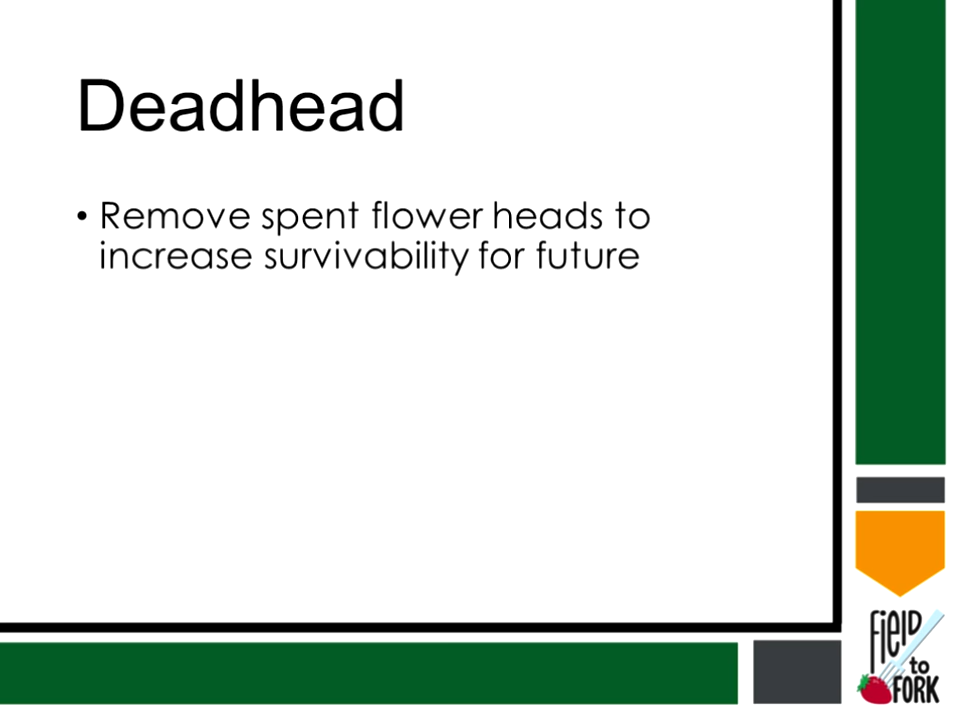 Deadhead
• Remove spent flower heads to
increase survivability for future
FielD
to
FORK